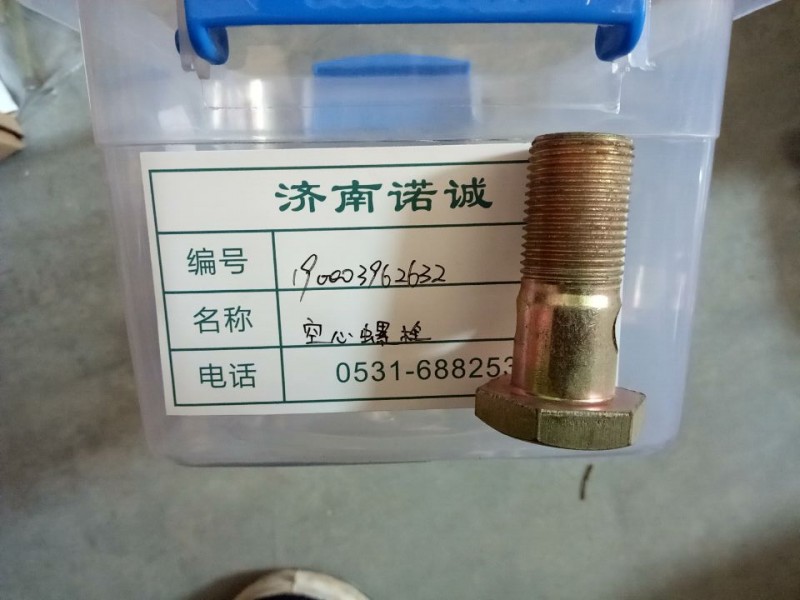 济南诺诚
编号 190003962632
名称 空心螺栓
电话 0531-688253